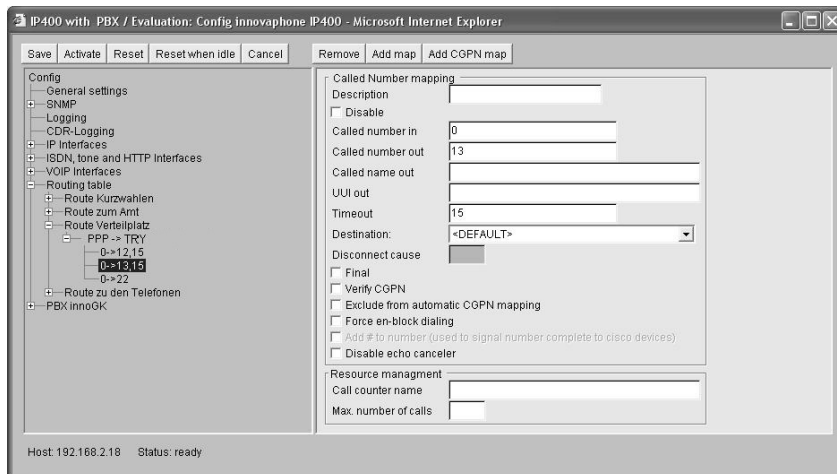 IP400 with PBX / Evaluation: Config innovaphone IP400 - Microsoft Internet Explorer
Save Activate Reset Reset when idle Cancel Remove Add map Add CGPN map
Config
General settings
SNMP
Logging
CDR-Logging
IP Interfaces
ISDN, tone and HTTP Interfaces
VOIP Interfaces
Routing table
Route Kurzwahlen
Route zum Amt
Route Verteilplatz
PPP -> TRY
0->12,15
0->13,15
0->22
Route zu den Telefonen
PBX innoGK
Called Number mapping
Description
Disable
Called number in 0
Called number out 13
Called name out
UUI out
Timeout 15
Destination: <DEFAULT>
Disconnect cause
Final
Verify CGPN
Exclude from automatic CGPN mapping
Force en-block dialing
Add # to number (used to signal number complete to cisco devices)
Disable echo canceler
Resource managment
Call counter name
Max. number of calls
Host: 192.168.2.18 Status: ready